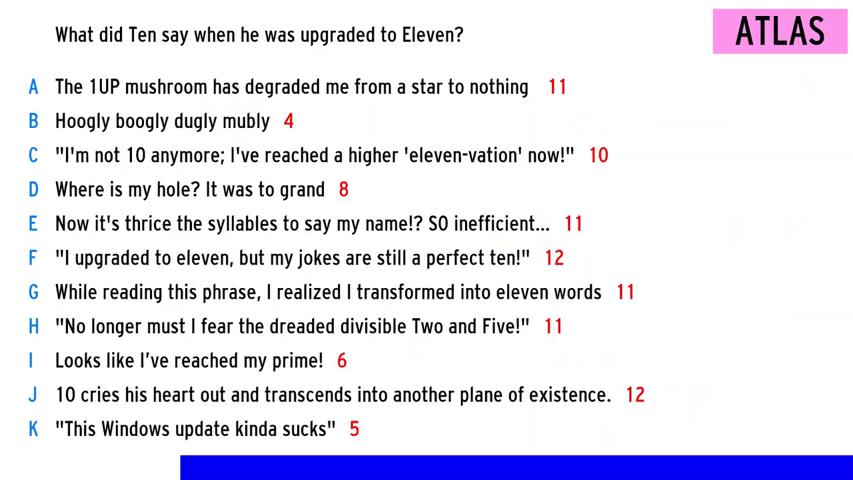 What did Ten say when he was upgraded to Eleven?
ATLAS
A The 1UP mushroom has degraded me from a star to nothing 11
B Hoogly boogly dugly mubly 4
C "I'm not 10 anymore; I've reached a higher 'eleven-vation' now!" 10
D Where is my hole? It was to grand 8
E Now it's thrice the syllables to say my name!? SO inefficient... 11
F "I upgraded to eleven, but my jokes are still a perfect ten!" 12
G While reading this phrase, I realized I transformed into eleven words 11
H "No longer must I fear the dreaded divisible Two and Five!" 11
I Looks like I’ve reached my prime! 6
J 10 cries his heart out and transcends into another plane of existence. 12
K "This Windows update kinda sucks" 5